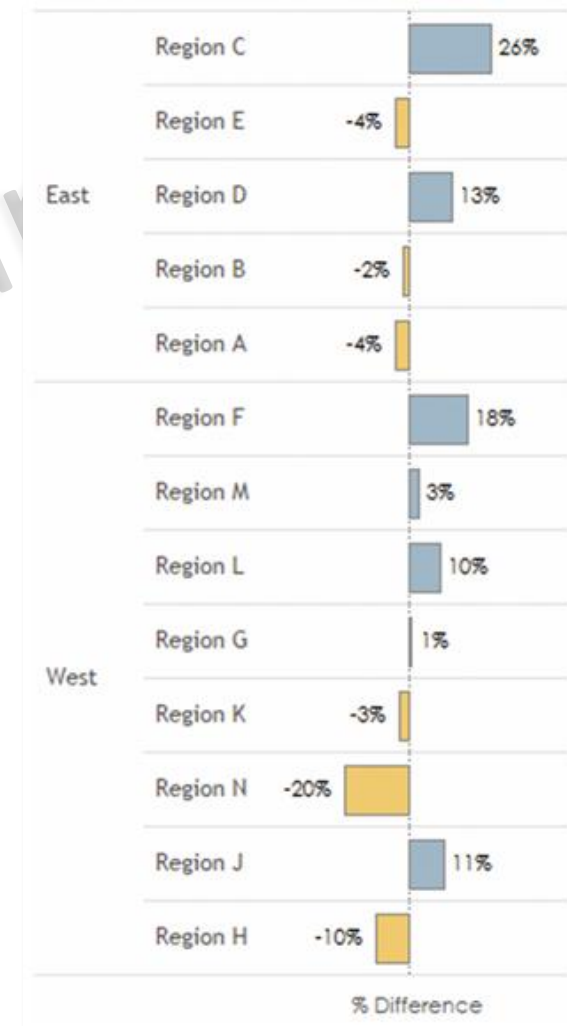 Region C 26%
Region E -4%
East Region D 13%
Region B -2%
Region A -4%
Region F 18%
Region M 3%
Region L 10%
Region G 1%
West
Region K -3%
Region N -20%
Region J 11%
Region H -10%
% Difference